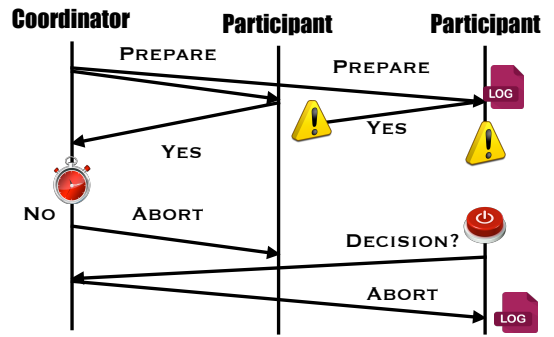 Coordinator
Participant
Participant
PREPARE
PREPARE
LOG
YES
YES
NO
ABORT
DECISION?
ABORT
LOG